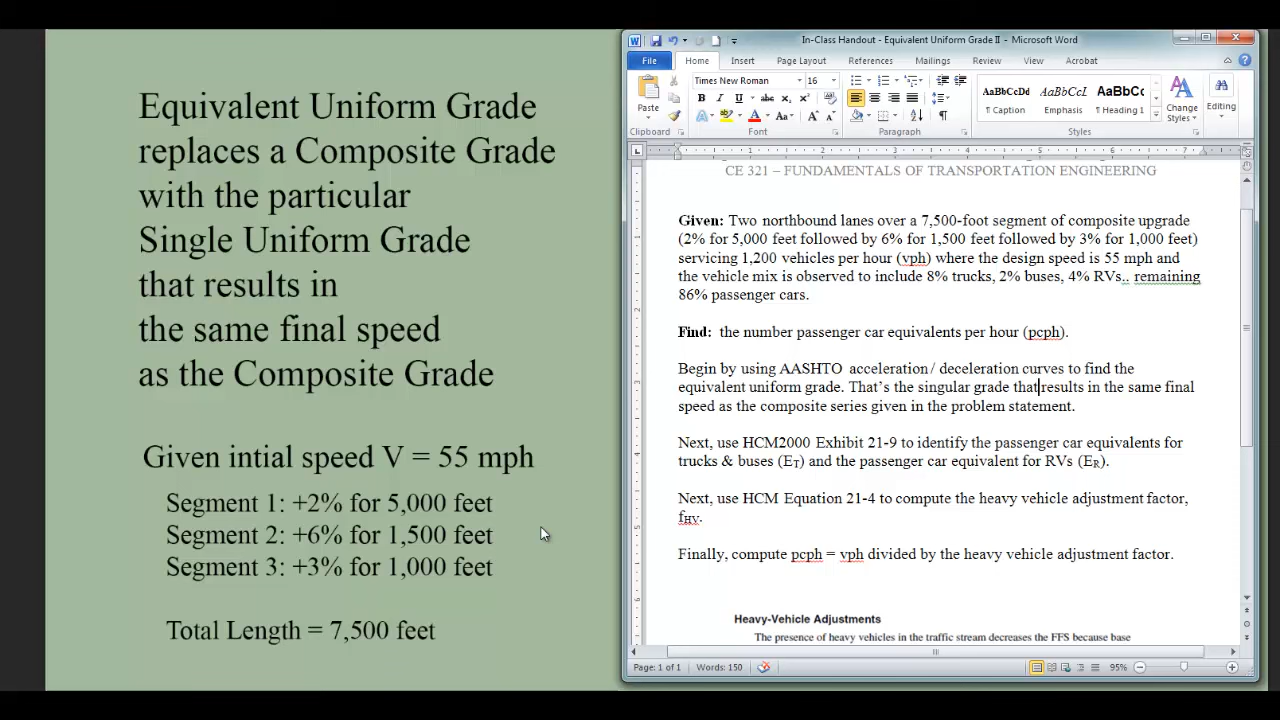 Equivalent Uniform Grade
replaces a Composite Grade
with the particular
Single Uniform Grade
that results in
the same final speed
as the Composite Grade
Given intial speed V = 55 mph
Segment 1: +2% for 5,000 feet
Segment 2: +6% for 1,500 feet
Segment 3: +3% for 1,000 feet
Total Length = 7,500 feet
In-Class Handout - Equivalent Uniform Grade II - Microsoft Word
File Home Insert Page Layout References Mailings Review View Acrobat
Times New Roman 16
AaBbCcDd AaBbCcL AaBbCc
Paste
¶ Caption Emphasis ¶ Heading 1
Change Styles
Editing
Clipboard Font Paragraph Styles
CE 321 – FUNDAMENTALS OF TRANSPORTATION ENGINEERING
Given: Two northbound lanes over a 7,500-foot segment of composite upgrade
(2% for 5,000 feet followed by 6% for 1,500 feet followed by 3% for 1,000 feet)
servicing 1,200 vehicles per hour (vph) where the design speed is 55 mph and
the vehicle mix is observed to include 8% trucks, 2% buses, 4% RVs.. remaining
86% passenger cars.
Find: the number passenger car equivalents per hour (pcph).
Begin by using AASHTO acceleration / deceleration curves to find the
equivalent uniform grade. That's the singular grade that results in the same final
speed as the composite series given in the problem statement.
Next, use HCM2000 Exhibit 21-9 to identify the passenger car equivalents for
trucks & buses (ET) and the passenger car equivalent for RVs (ER).
Next, use HCM Equation 21-4 to compute the heavy vehicle adjustment factor,
fHV.
Finally, compute pcph = vph divided by the heavy vehicle adjustment factor.
Heavy-Vehicle Adjustments
The presence of heavy vehicles in the traffic stream decreases the FFS because base
Page: 1 of 1 Words: 150 95%